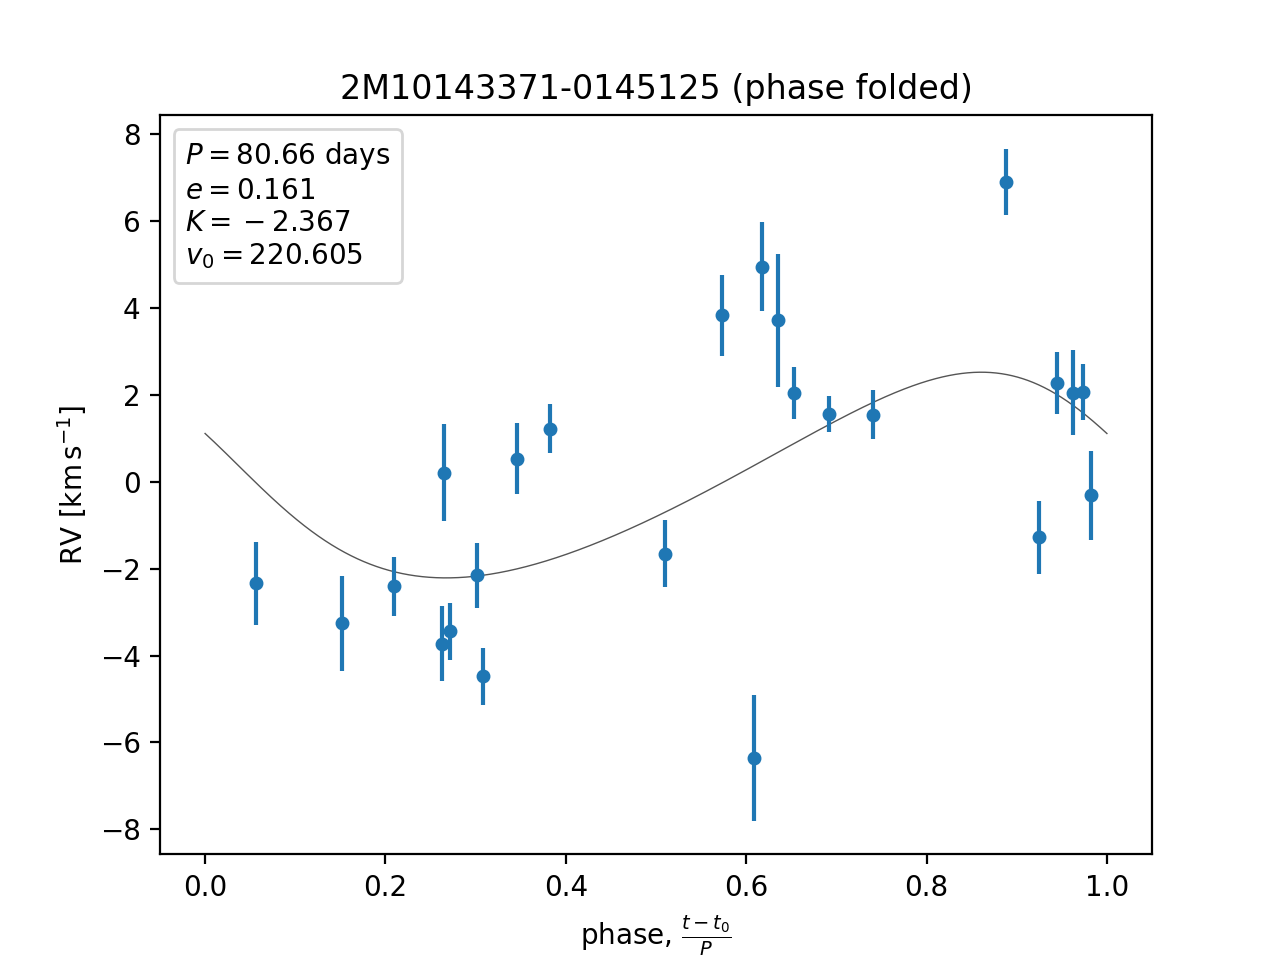 2M10143371-0145125 (phase folded)
P = 80.66 days
e = 0.161
K = −2.367
v₀ = 220.605
8
6
4
2
0
−2
−4
−6
−8
RV [km s⁻¹]
0.0 0.2 0.4 0.6 0.8 1.0
phase, (t − t₀)/P